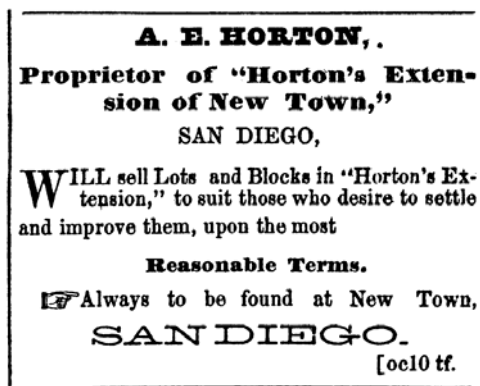 A. E. HORTON,.
Proprietor of "Horton's Exten-
sion of New Town,"
SAN DIEGO,
WILL sell Lots and Blocks in "Horton's Ex-
tension," to suit those who desire to settle
and improve them, upon the most
Reasonable Terms.
☞Always to be found at New Town,
SAN DIEGO.
[oc10 tf.